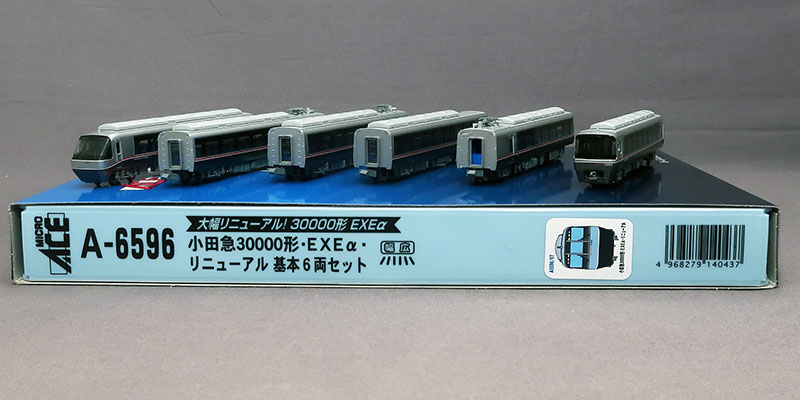 MICRO ACE
A-6596
大幅リニューアル! 30000形 EXEα
小田急30000形・EXEα・
リニューアル 基本6両セット
4 968279 140437